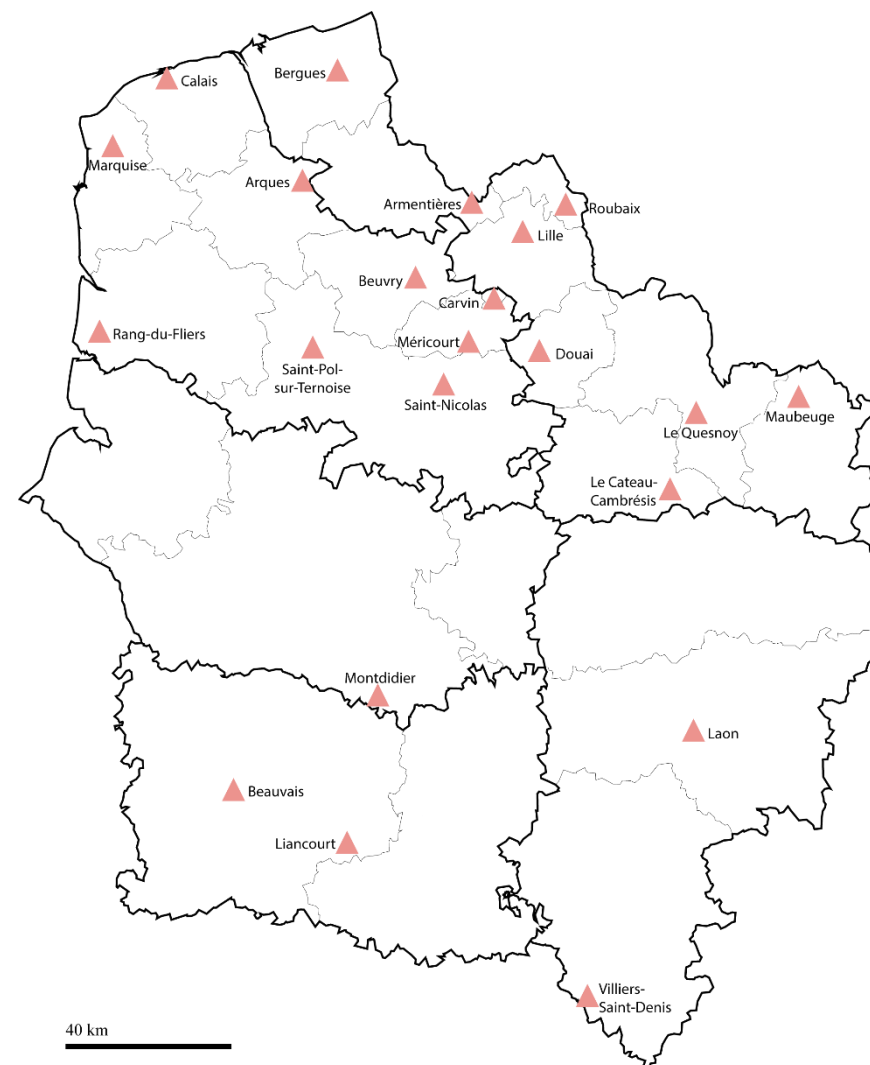 Bergues
Calais
Marquise
Arques
Armentières
Roubaix
Lille
Beuvry
Carvin
Rang-du-Fliers
Méricourt
Douai
Saint-Pol-
sur-Ternoise
Saint-Nicolas
Maubeuge
Le Quesnoy
Le Cateau-
Cambrésis
Montdidier
Laon
Beauvais
Liancourt
Villiers-
Saint-Denis
40 km